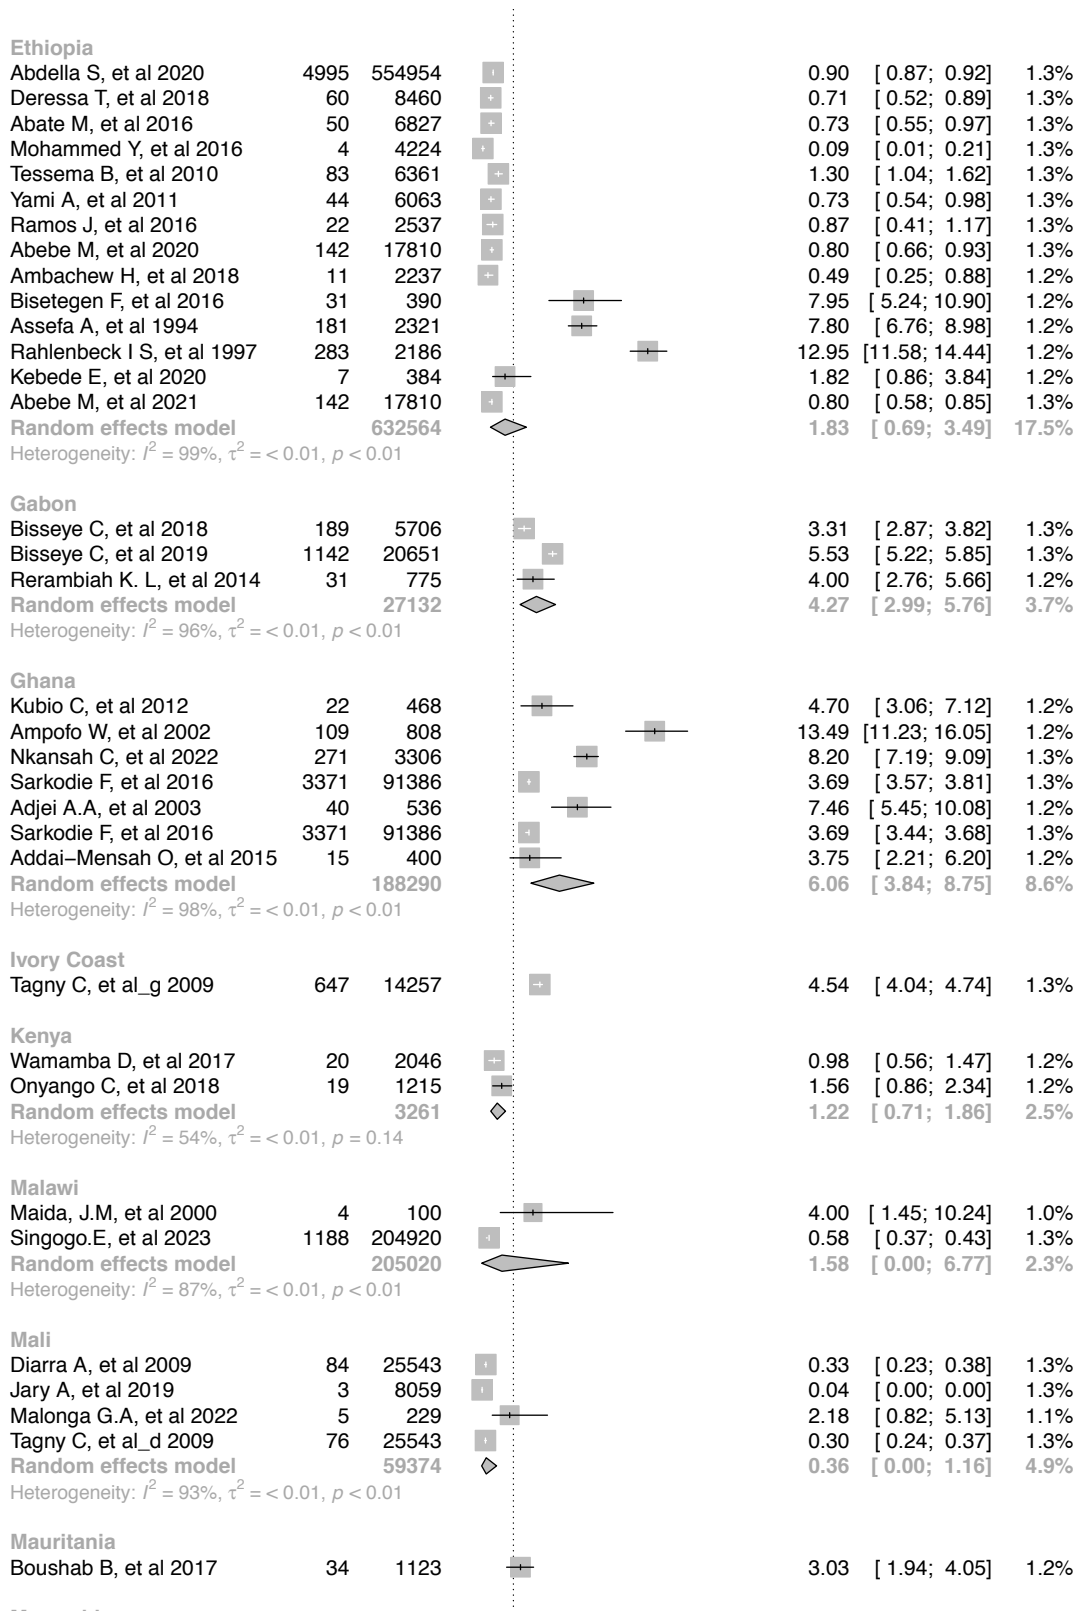 Ethiopia
Abdella S, et al 2020 4995 554954 0.90 [ 0.87; 0.92] 1.3%
Deressa T, et al 2018 60 8460 0.71 [ 0.52; 0.89] 1.3%
Abate M, et al 2016 50 6827 0.73 [ 0.55; 0.97] 1.3%
Mohammed Y, et al 2016 4 4224 0.09 [ 0.01; 0.21] 1.3%
Tessema B, et al 2010 83 6361 1.30 [ 1.04; 1.62] 1.3%
Yami A, et al 2011 44 6063 0.73 [ 0.54; 0.98] 1.3%
Ramos J, et al 2016 22 2537 0.87 [ 0.41; 1.17] 1.3%
Abebe M, et al 2020 142 17810 0.80 [ 0.66; 0.93] 1.3%
Ambachew H, et al 2018 11 2237 0.49 [ 0.25; 0.88] 1.2%
Bisetegen F, et al 2016 31 390 7.95 [ 5.24; 10.90] 1.2%
Assefa A, et al 1994 181 2321 7.80 [ 6.76; 8.98] 1.2%
Rahlenbeck I S, et al 1997 283 2186 12.95 [11.58; 14.44] 1.2%
Kebede E, et al 2020 7 384 1.82 [ 0.86; 3.84] 1.2%
Abebe M, et al 2021 142 17810 0.80 [ 0.58; 0.85] 1.3%
Random effects model 632564 1.83 [ 0.69; 3.49] 17.5%
Heterogeneity: I² = 99%, τ² = < 0.01, p < 0.01
Gabon
Bisseye C, et al 2018 189 5706 3.31 [ 2.87; 3.82] 1.3%
Bisseye C, et al 2019 1142 20651 5.53 [ 5.22; 5.85] 1.3%
Rerambiah K. L, et al 2014 31 775 4.00 [ 2.76; 5.66] 1.2%
Random effects model 27132 4.27 [ 2.99; 5.76] 3.7%
Heterogeneity: I² = 96%, τ² = < 0.01, p < 0.01
Ghana
Kubio C, et al 2012 22 468 4.70 [ 3.06; 7.12] 1.2%
Ampofo W, et al 2002 109 808 13.49 [11.23; 16.05] 1.2%
Nkansah C, et al 2022 271 3306 8.20 [ 7.19; 9.09] 1.3%
Sarkodie F, et al 2016 3371 91386 3.69 [ 3.57; 3.81] 1.3%
Adjei A.A, et al 2003 40 536 7.46 [ 5.45; 10.08] 1.2%
Sarkodie F, et al 2016 3371 91386 3.69 [ 3.44; 3.68] 1.3%
Addai−Mensah O, et al 2015 15 400 3.75 [ 2.21; 6.20] 1.2%
Random effects model 188290 6.06 [ 3.84; 8.75] 8.6%
Heterogeneity: I² = 98%, τ² = < 0.01, p < 0.01
Ivory Coast
Tagny C, et al_g 2009 647 14257 4.54 [ 4.04; 4.74] 1.3%
Kenya
Wamamba D, et al 2017 20 2046 0.98 [ 0.56; 1.47] 1.2%
Onyango C, et al 2018 19 1215 1.56 [ 0.86; 2.34] 1.2%
Random effects model 3261 1.22 [ 0.71; 1.86] 2.5%
Heterogeneity: I² = 54%, τ² = < 0.01, p = 0.14
Malawi
Maida, J.M, et al 2000 4 100 4.00 [ 1.45; 10.24] 1.0%
Singogo.E, et al 2023 1188 204920 0.58 [ 0.37; 0.43] 1.3%
Random effects model 205020 1.58 [ 0.00; 6.77] 2.3%
Heterogeneity: I² = 87%, τ² = < 0.01, p < 0.01
Mali
Diarra A, et al 2009 84 25543 0.33 [ 0.23; 0.38] 1.3%
Jary A, et al 2019 3 8059 0.04 [ 0.00; 0.00] 1.3%
Malonga G.A, et al 2022 5 229 2.18 [ 0.82; 5.13] 1.1%
Tagny C, et al_d 2009 76 25543 0.30 [ 0.24; 0.37] 1.3%
Random effects model 59374 0.36 [ 0.00; 1.16] 4.9%
Heterogeneity: I² = 93%, τ² = < 0.01, p < 0.01
Mauritania
Boushab B, et al 2017 34 1123 3.03 [ 1.94; 4.05] 1.2%